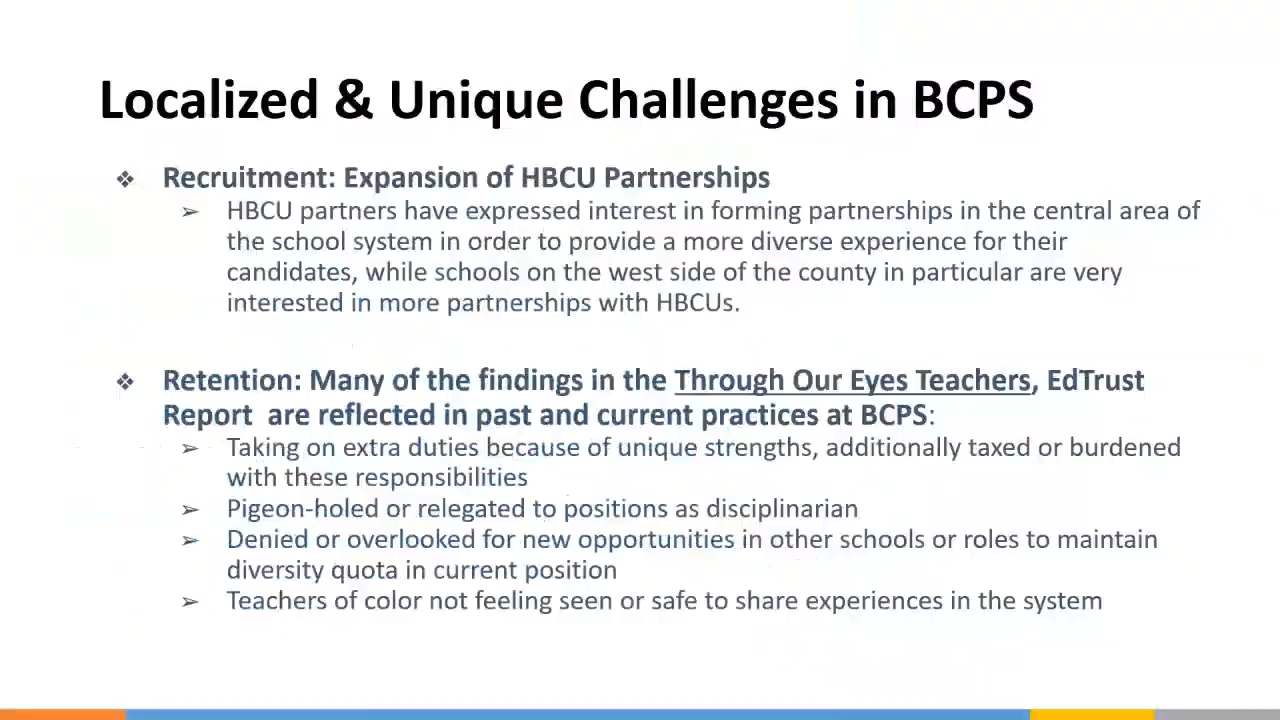 Localized & Unique Challenges in BCPS
❖ Recruitment: Expansion of HBCU Partnerships
➢ HBCU partners have expressed interest in forming partnerships in the central area of
the school system in order to provide a more diverse experience for their
candidates, while schools on the west side of the county in particular are very
interested in more partnerships with HBCUs.
❖ Retention: Many of the findings in the Through Our Eyes Teachers, EdTrust
Report  are reflected in past and current practices at BCPS:
➢ Taking on extra duties because of unique strengths, additionally taxed or burdened
with these responsibilities
➢ Pigeon-holed or relegated to positions as disciplinarian
➢ Denied or overlooked for new opportunities in other schools or roles to maintain
diversity quota in current position
➢ Teachers of color not feeling seen or safe to share experiences in the system